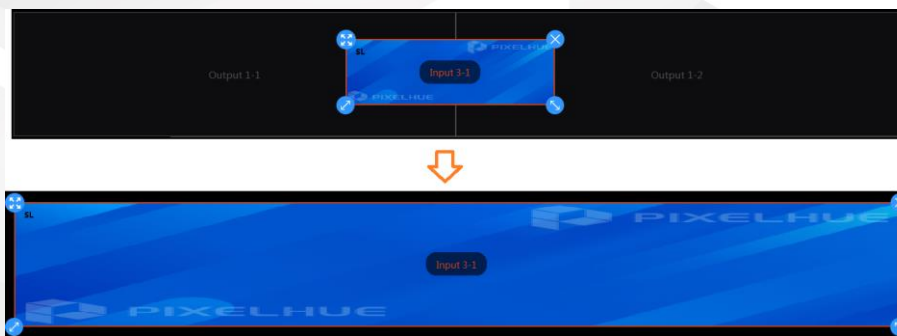 SL
PIXELHUE
Output 1-1
Input 3-1
Output 1-2
PIXELHUE
SL
PIXELHUE
Input 3-1
PIXELHUE